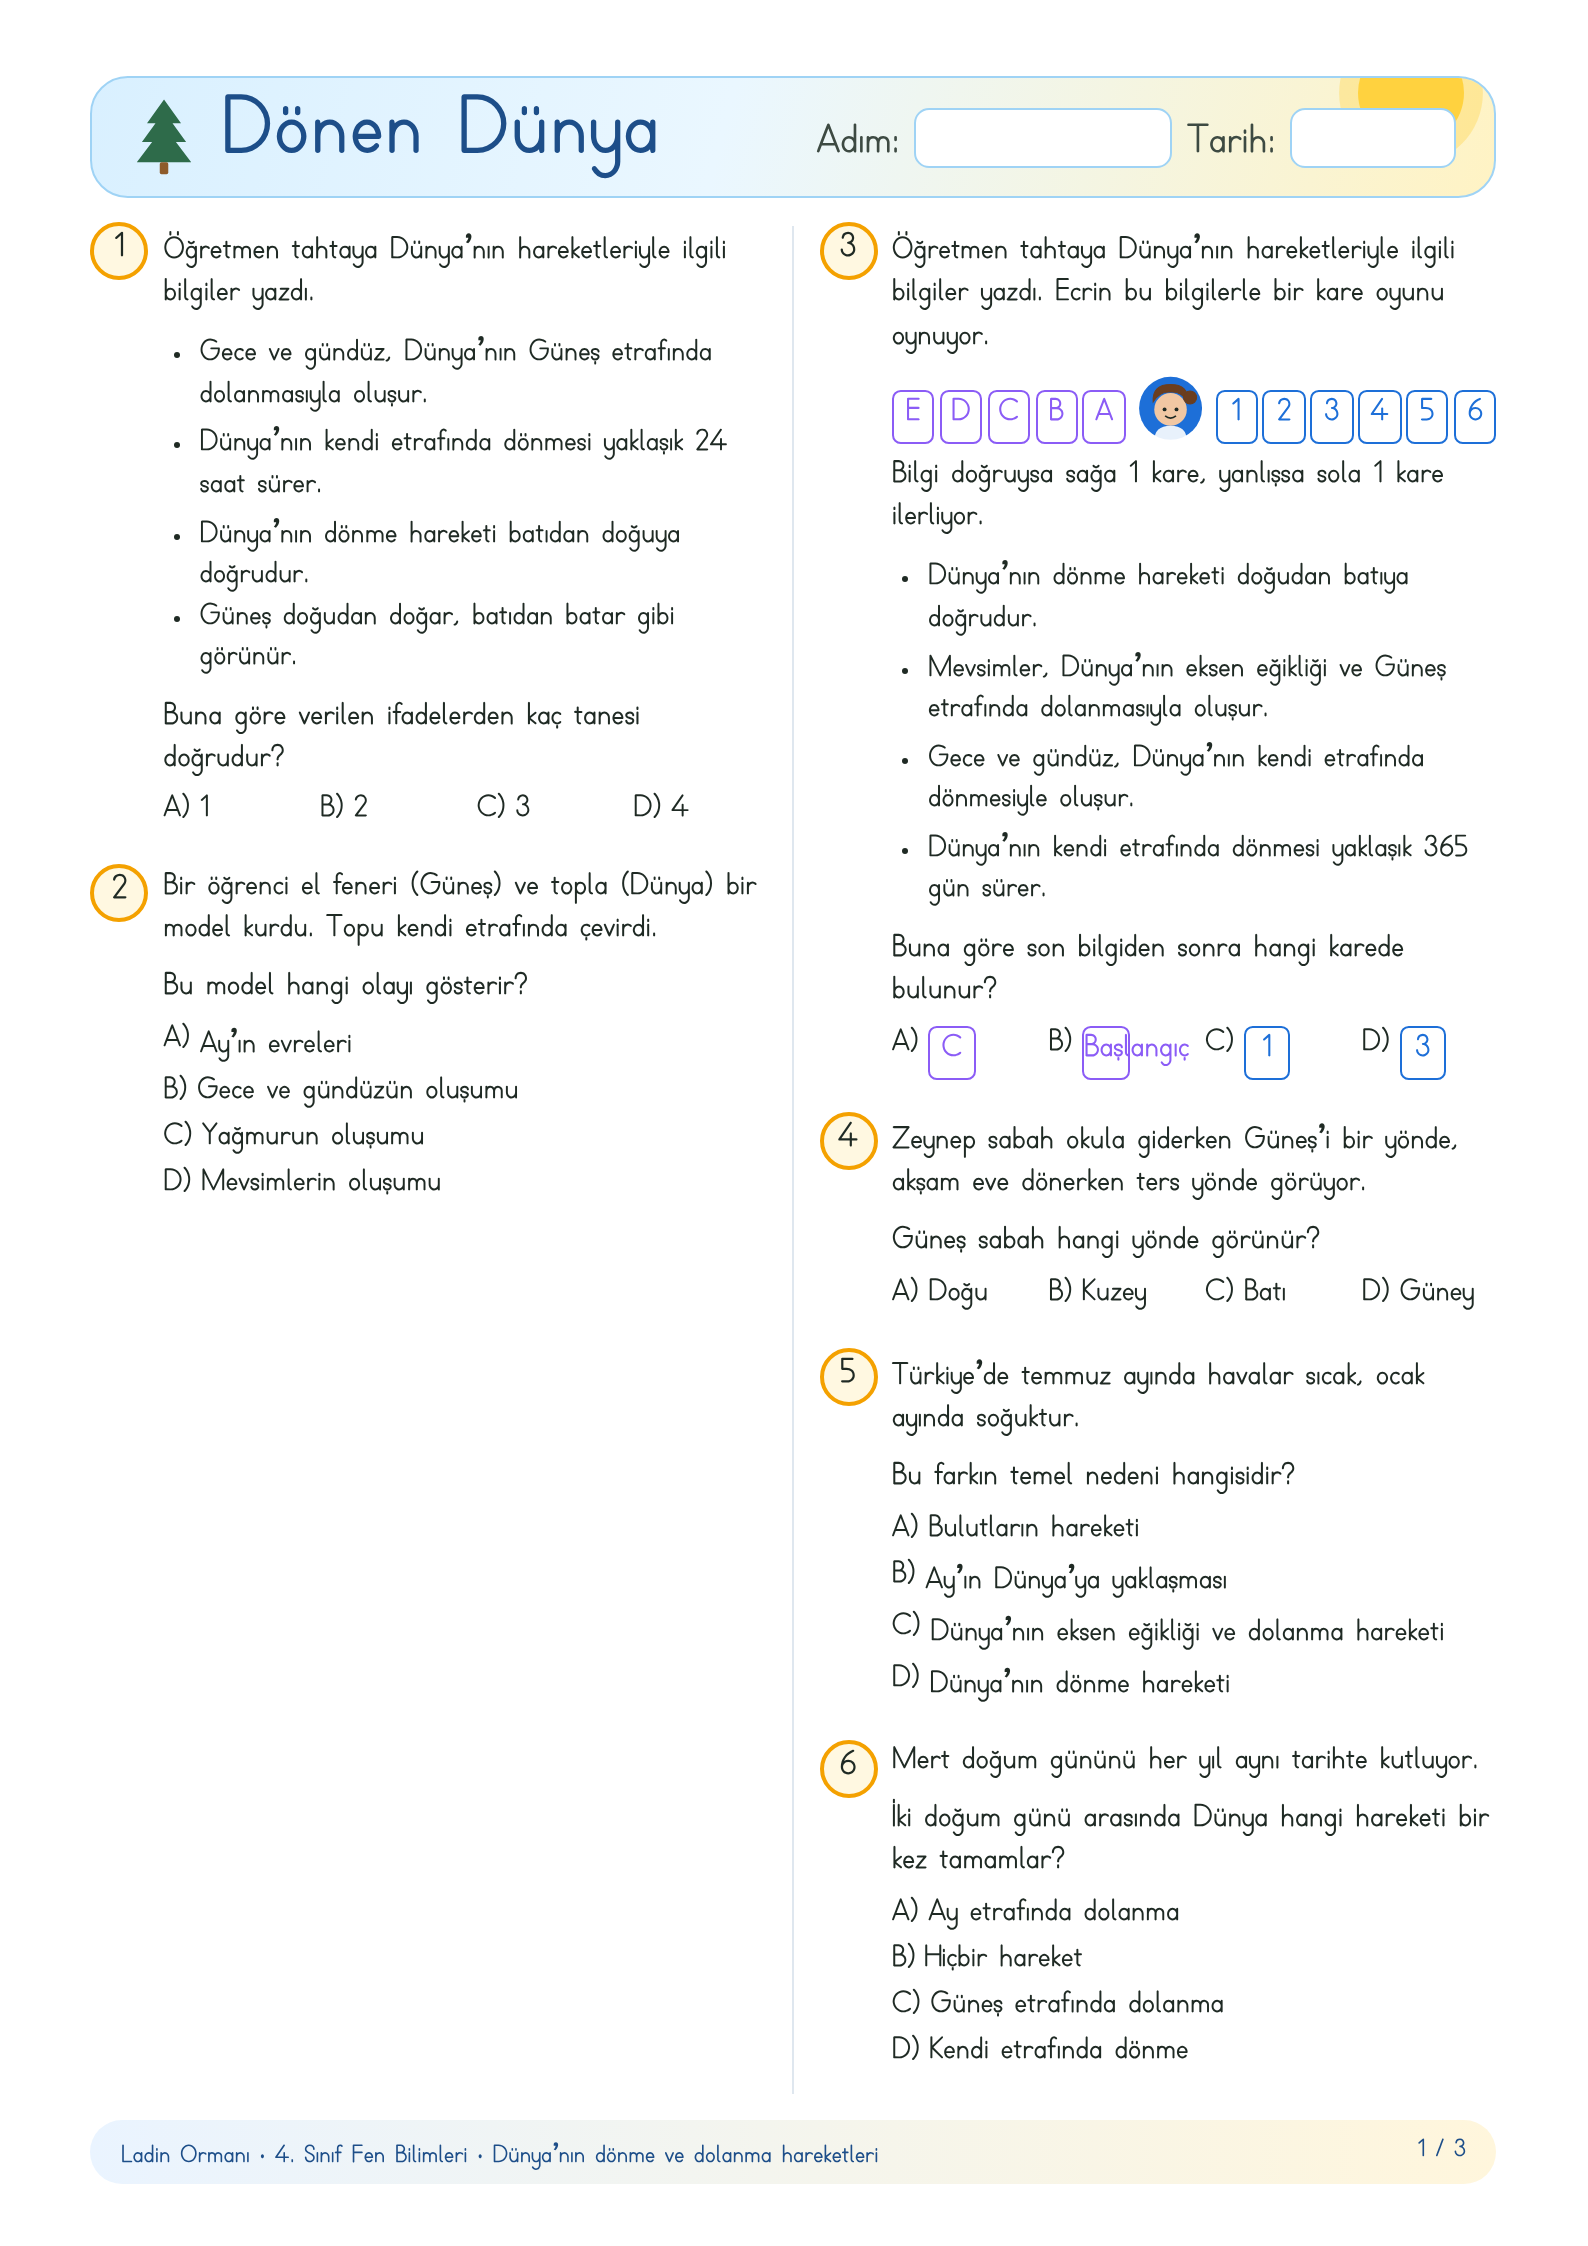 Dönen Dünya
Adım:
Tarih:
1
Öğretmen tahtaya Dünya'nın hareketleriyle ilgili
bilgiler yazdı.
• Gece ve gündüz, Dünya'nın Güneş etrafında
dolanmasıyla oluşur.
• Dünya'nın kendi etrafında dönmesi yaklaşık 24
saat sürer.
• Dünya'nın dönme hareketi batıdan doğuya
doğrudur.
• Güneş doğudan doğar, batıdan batar gibi
görünür.
Buna göre verilen ifadelerden kaç tanesi
doğrudur?
A) 1 B) 2 C) 3 D) 4
2
Bir öğrenci el feneri (Güneş) ve topla (Dünya) bir
model kurdu. Topu kendi etrafında çevirdi.
Bu model hangi olayı gösterir?
A) Ay'ın evreleri
B) Gece ve gündüzün oluşumu
C) Yağmurun oluşumu
D) Mevsimlerin oluşumu
3
Öğretmen tahtaya Dünya'nın hareketleriyle ilgili
bilgiler yazdı. Ecrin bu bilgilerle bir kare oyunu
oynuyor.
E D C B A 1 2 3 4 5 6
Bilgi doğruysa sağa 1 kare, yanlışsa sola 1 kare
ilerliyor.
• Dünya'nın dönme hareketi doğudan batıya
doğrudur.
• Mevsimler, Dünya'nın eksen eğikliği ve Güneş
etrafında dolanmasıyla oluşur.
• Gece ve gündüz, Dünya'nın kendi etrafında
dönmesiyle oluşur.
• Dünya'nın kendi etrafında dönmesi yaklaşık 365
gün sürer.
Buna göre son bilgiden sonra hangi karede
bulunur?
A) C B) Başlangıç C) 1 D) 3
4
Zeynep sabah okula giderken Güneş'i bir yönde,
akşam eve dönerken ters yönde görüyor.
Güneş sabah hangi yönde görünür?
A) Doğu B) Kuzey C) Batı D) Güney
5
Türkiye'de temmuz ayında havalar sıcak, ocak
ayında soğuktur.
Bu farkın temel nedeni hangisidir?
A) Bulutların hareketi
B) Ay'ın Dünya'ya yaklaşması
C) Dünya'nın eksen eğikliği ve dolanma hareketi
D) Dünya'nın dönme hareketi
6
Mert doğum gününü her yıl aynı tarihte kutluyor.
İki doğum günü arasında Dünya hangi hareketi bir
kez tamamlar?
A) Ay etrafında dolanma
B) Hiçbir hareket
C) Güneş etrafında dolanma
D) Kendi etrafında dönme
Ladin Ormanı • 4. Sınıf Fen Bilimleri • Dünya'nın dönme ve dolanma hareketleri
1 / 3